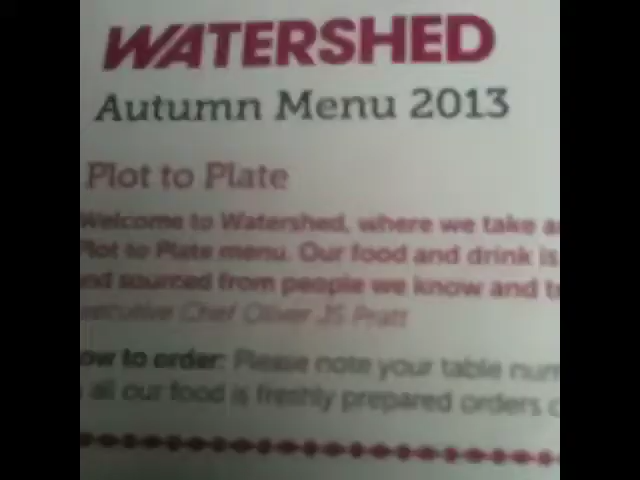 WATERSHED
Autumn Menu 2013
Plot to Plate
Welcome to Watershed, where we take
Plot to Plate menu. Our food and drink is
sourced from people we know and
Chef Oliver JS Pratt
to order: Please note your table
all our food is freshly prepared orders